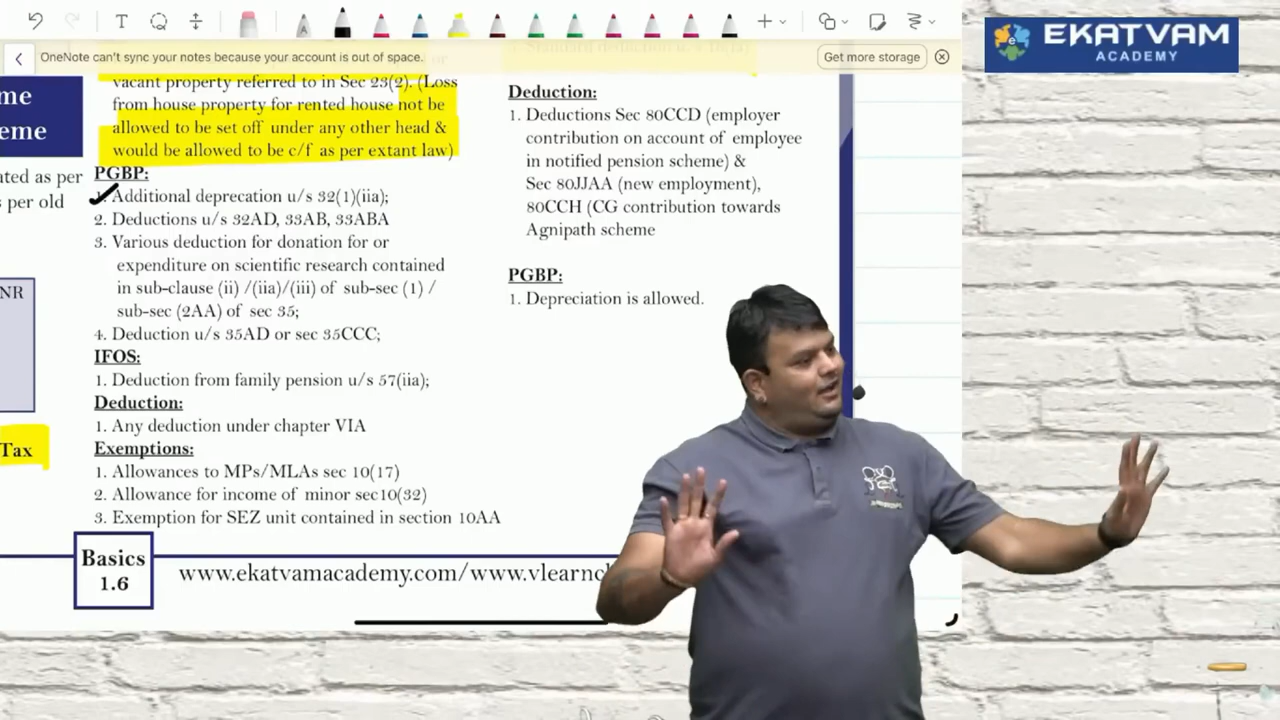 OneNote can't sync your notes because your account is out of space.
Get more storage
EKATVAM
ACADEMY
me
eme
ated as per
s per old
NR
Tax
vacant property referred to in Sec 23(2). (Loss
from house property for rented house not be
allowed to be set off under any other head &
would be allowed to be c/f as per extant law)
PGBP:
1. Additional deprecation u/s 32(1)(iia);
2. Deductions u/s 32AD, 33AB, 33ABA
3. Various deduction for donation for or
expenditure on scientific research contained
in sub-clause (ii) /(iia)/(iii) of sub-sec (1) /
sub-sec (2AA) of sec 35;
4. Deduction u/s 35AD or sec 35CCC;
IFOS:
1. Deduction from family pension u/s 57(iia);
Deduction:
1. Any deduction under chapter VIA
Exemptions:
1. Allowances to MPs/MLAs sec 10(17)
2. Allowance for income of minor sec10(32)
3. Exemption for SEZ unit contained in section 10AA
Deduction:
1. Deductions Sec 80CCD (employer
contribution on account of employee
in notified pension scheme) &
Sec 80JJAA (new employment),
80CCH (CG contribution towards
Agnipath scheme
PGBP:
1. Depreciation is allowed.
Basics
1.6
www.ekatvamacademy.com/www.vlearnc